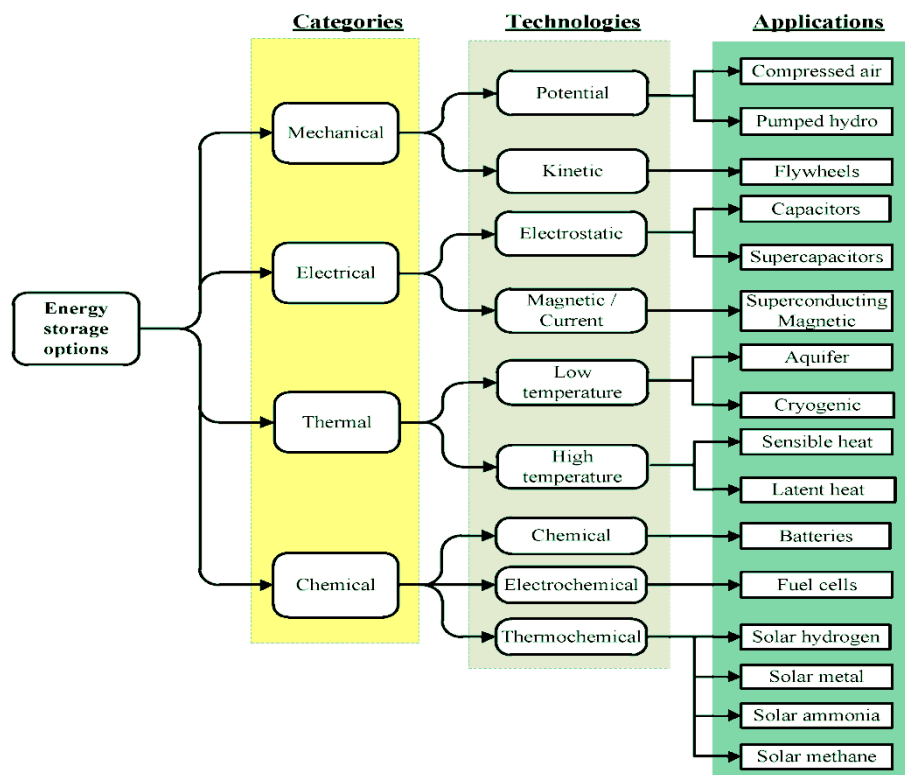 Categories
Technologies
Applications
Energy
storage
options
Mechanical
Electrical
Thermal
Chemical
Potential
Kinetic
Electrostatic
Magnetic /
Current
Low
temperature
High
temperature
Chemical
Electrochemical
Thermochemical
Compressed air
Pumped hydro
Flywheels
Capacitors
Supercapacitors
Superconducting
Magnetic
Aquifer
Cryogenic
Sensible heat
Latent heat
Batteries
Fuel cells
Solar hydrogen
Solar metal
Solar ammonia
Solar methane